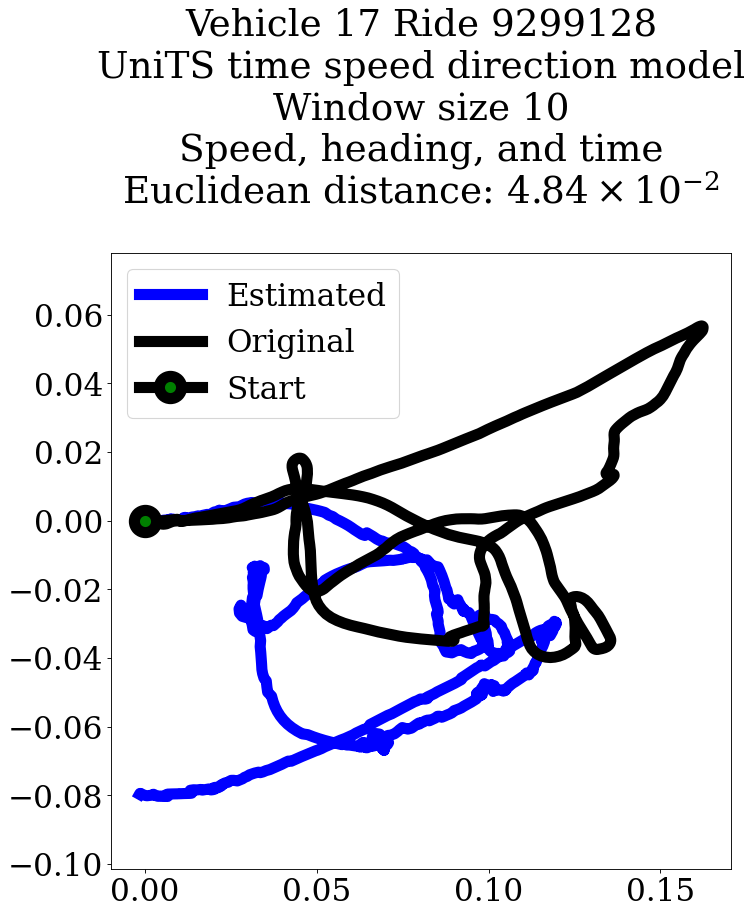 Vehicle 17 Ride 9299128
UniTS time speed direction model
Window size 10
Speed, heading, and time
Euclidean distance: 4.84 × 10⁻²
Estimated
Original
Start
0.06
0.04
0.02
0.00
−0.02
−0.04
−0.06
−0.08
−0.10
0.00 0.05 0.10 0.15